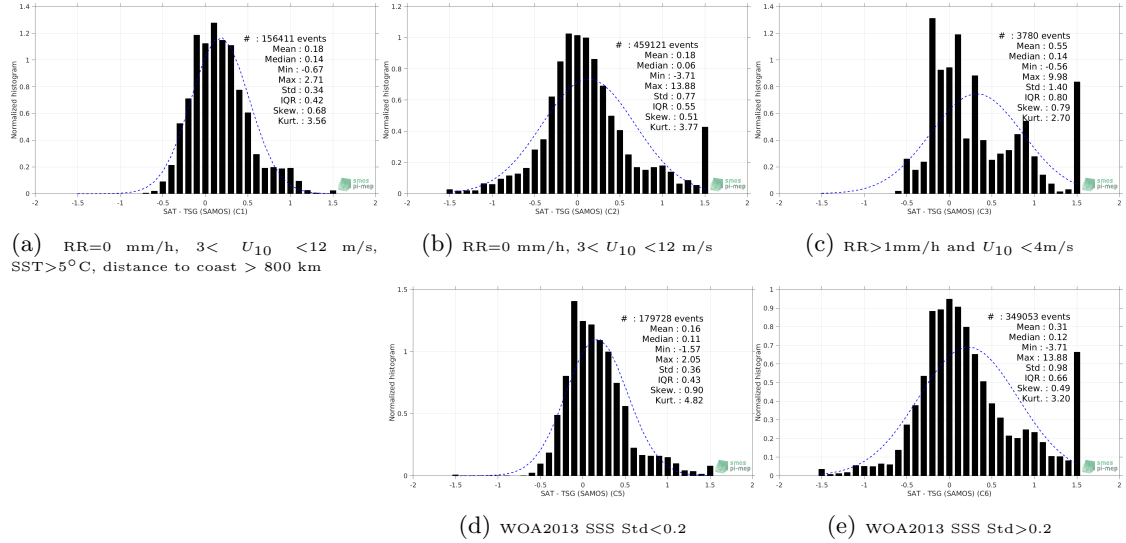 1.4
1.2
1
0.8
0.6
0.4
0.2
0
-2
-1.5
-1
-0.5
0
0.5
1
1.5
2
Normalized histogram
SAT - TSG (SAMOS) (C1)
# : 156411 events
Mean : 0.18
Median : 0.14
Min : -0.67
Max : 2.71
Std : 0.34
IQR : 0.42
Skew. : 0.68
Kurt. : 3.56
smos
pi-mep
(a) RR=0 mm/h, 3< U10 <12 m/s,
SST>5°C, distance to coast > 800 km
1.2
1
0.8
0.6
0.4
0.2
0
-2
-1.5
-1
-0.5
0
0.5
1
1.5
2
Normalized histogram
SAT - TSG (SAMOS) (C2)
# : 459121 events
Mean : 0.18
Median : 0.06
Min : -3.71
Max : 13.88
Std : 0.77
IQR : 0.55
Skew. : 0.51
Kurt. : 3.77
smos
pi-mep
(b) RR=0 mm/h, 3< U10 <12 m/s
1.4
1.2
1
0.8
0.6
0.4
0.2
0
-2
-1.5
-1
-0.5
0
0.5
1
1.5
2
Normalized histogram
SAT - TSG (SAMOS) (C3)
# : 3780 events
Mean : 0.55
Median : 0.14
Min : -0.56
Max : 9.98
Std : 1.40
IQR : 0.80
Skew. : 0.79
Kurt. : 2.70
smos
pi-mep
(c) RR>1mm/h and U10 <4m/s
1.5
1
0.5
0
-2
-1.5
-1
-0.5
0
0.5
1
1.5
2
Normalized histogram
SAT - TSG (SAMOS) (C5)
# : 179728 events
Mean : 0.16
Median : 0.11
Min : -1.57
Max : 2.05
Std : 0.36
IQR : 0.43
Skew. : 0.90
Kurt. : 4.82
smos
pi-mep
(d) WOA2013 SSS Std<0.2
1
0.9
0.8
0.7
0.6
0.5
0.4
0.3
0.2
0.1
0
-2
-1.5
-1
-0.5
0
0.5
1
1.5
2
Normalized histogram
SAT - TSG (SAMOS) (C6)
# : 349053 events
Mean : 0.31
Median : 0.12
Min : -3.71
Max : 13.88
Std : 0.98
IQR : 0.66
Skew. : 0.49
Kurt. : 3.20
smos
pi-mep
(e) WOA2013 SSS Std>0.2